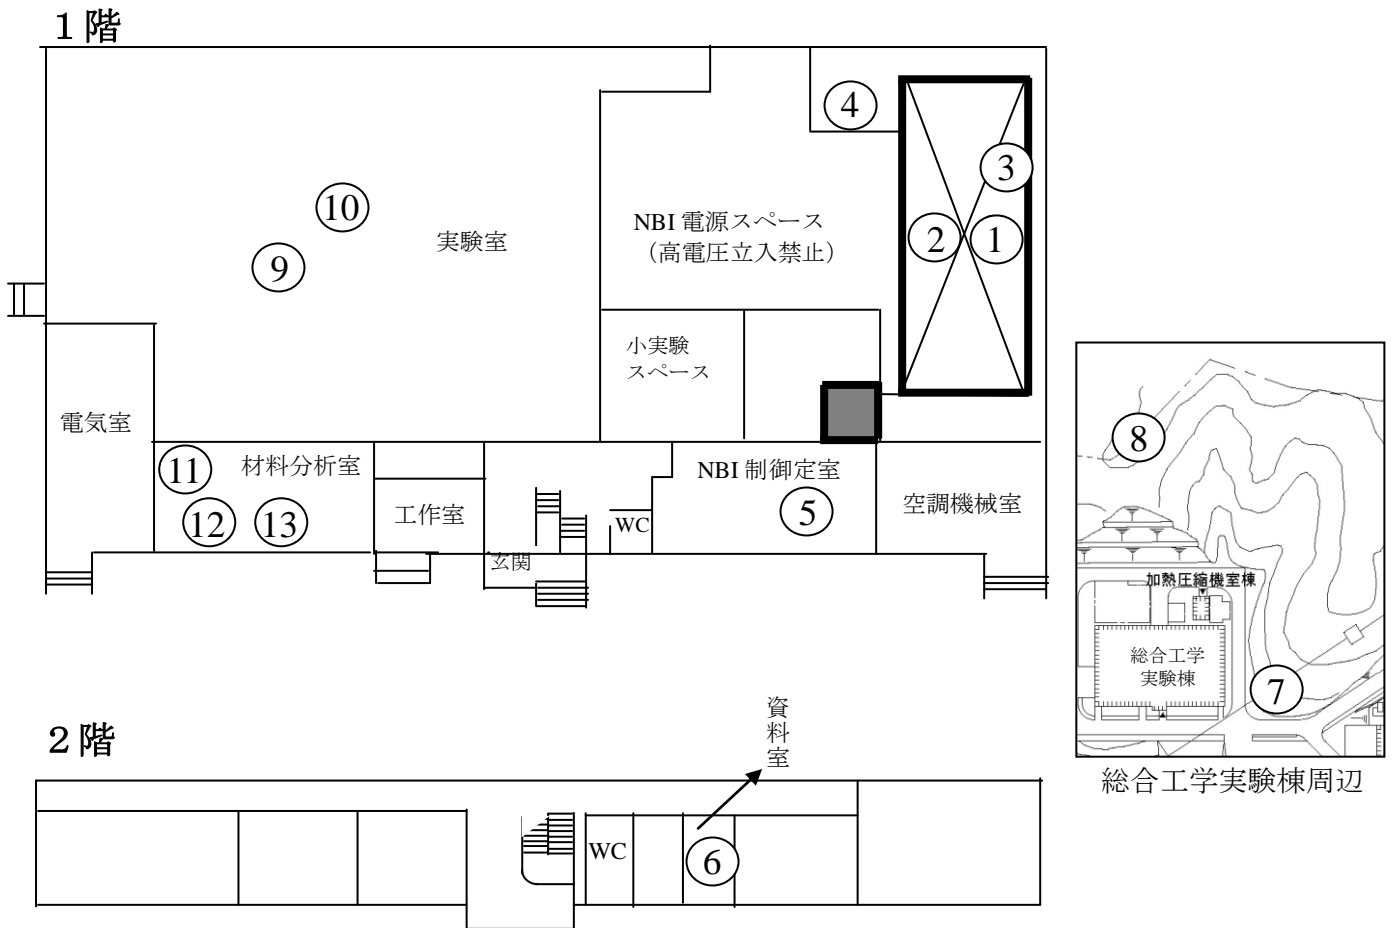 1階
④
③
⑩
NBI 電源スペース
（高電圧立入禁止）
②
①
実験室
⑨
小実験
スペース
電気室
⑪
材料分析室
NBI 制御定室
⑫
⑬
工作室
WC
⑤
空調機械室
玄関
⑧
加熱圧縮機室棟
総合工学
実験棟
⑦
総合工学実験棟周辺
2階
資料室
WC
⑥